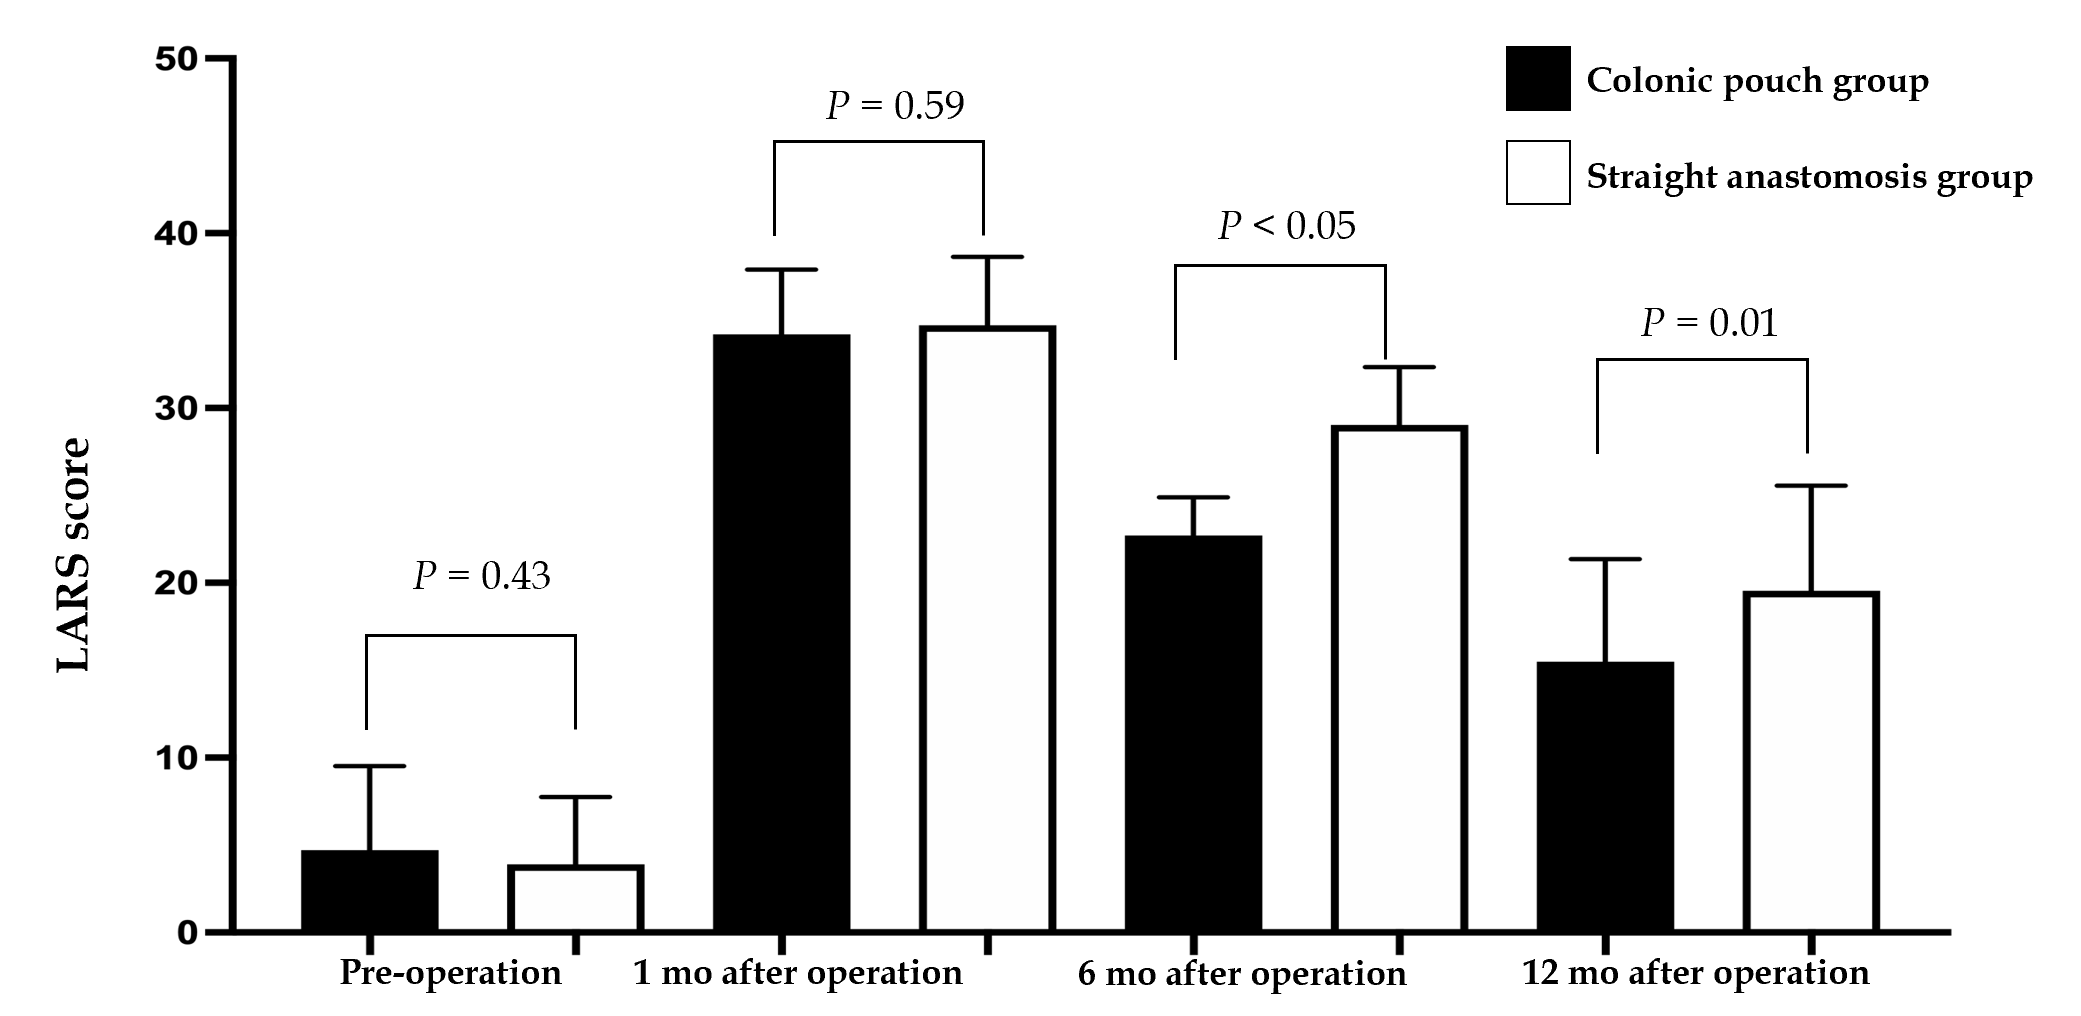 50
40
30
20
10
0
LARS score
P = 0.43
P = 0.59
P < 0.05
P = 0.01
Colonic pouch group
Straight anastomosis group
Pre-operation
1 mo after operation
6 mo after operation
12 mo after operation